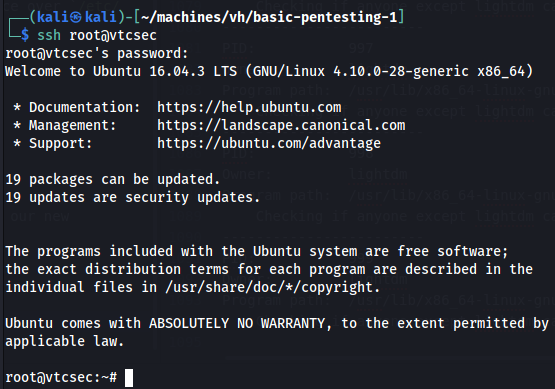 ┌──(kali㉿kali)-[~/machines/vh/basic-pentesting-1]
└─$ ssh root@vtcsec
root@vtcsec's password:
Welcome to Ubuntu 16.04.3 LTS (GNU/Linux 4.10.0-28-generic x86_64)

 * Documentation:  https://help.ubuntu.com
 * Management:     https://landscape.canonical.com
 * Support:        https://ubuntu.com/advantage

19 packages can be updated.
19 updates are security updates.


The programs included with the Ubuntu system are free software;
the exact distribution terms for each program are described in the
individual files in /usr/share/doc/*/copyright.

Ubuntu comes with ABSOLUTELY NO WARRANTY, to the extent permitted by
applicable law.

root@vtcsec:~#